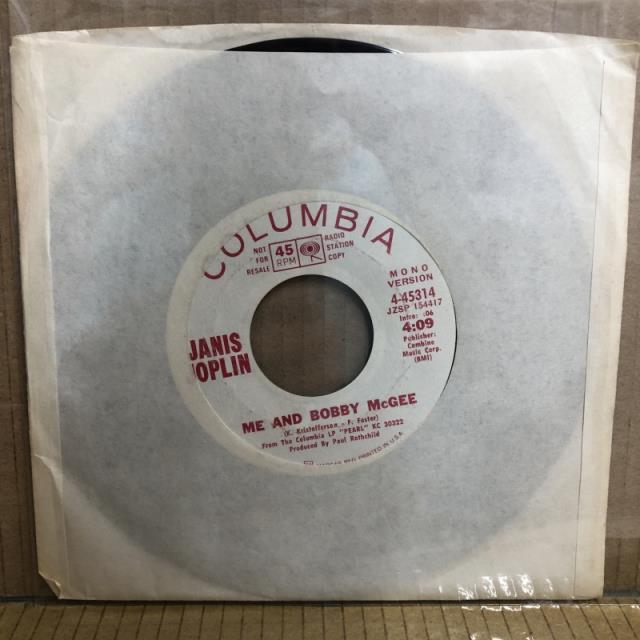 COLUMBIA
NOT
FOR
RESALE
45
RPM
RADIO
STATION
COPY
MONO
VERSION
4-45314
JZSP 154417
Intro: :06
4:09
Publisher:
Combine
Music Corp.
(BMI)
JANIS
JOPLIN
ME AND BOBBY McGEE
(K. Kristofferson - F. Foster)
From The Columbia LP "PEARL" KC 30322
Produced By Paul Rothchild
PRINTED IN U.S.A.